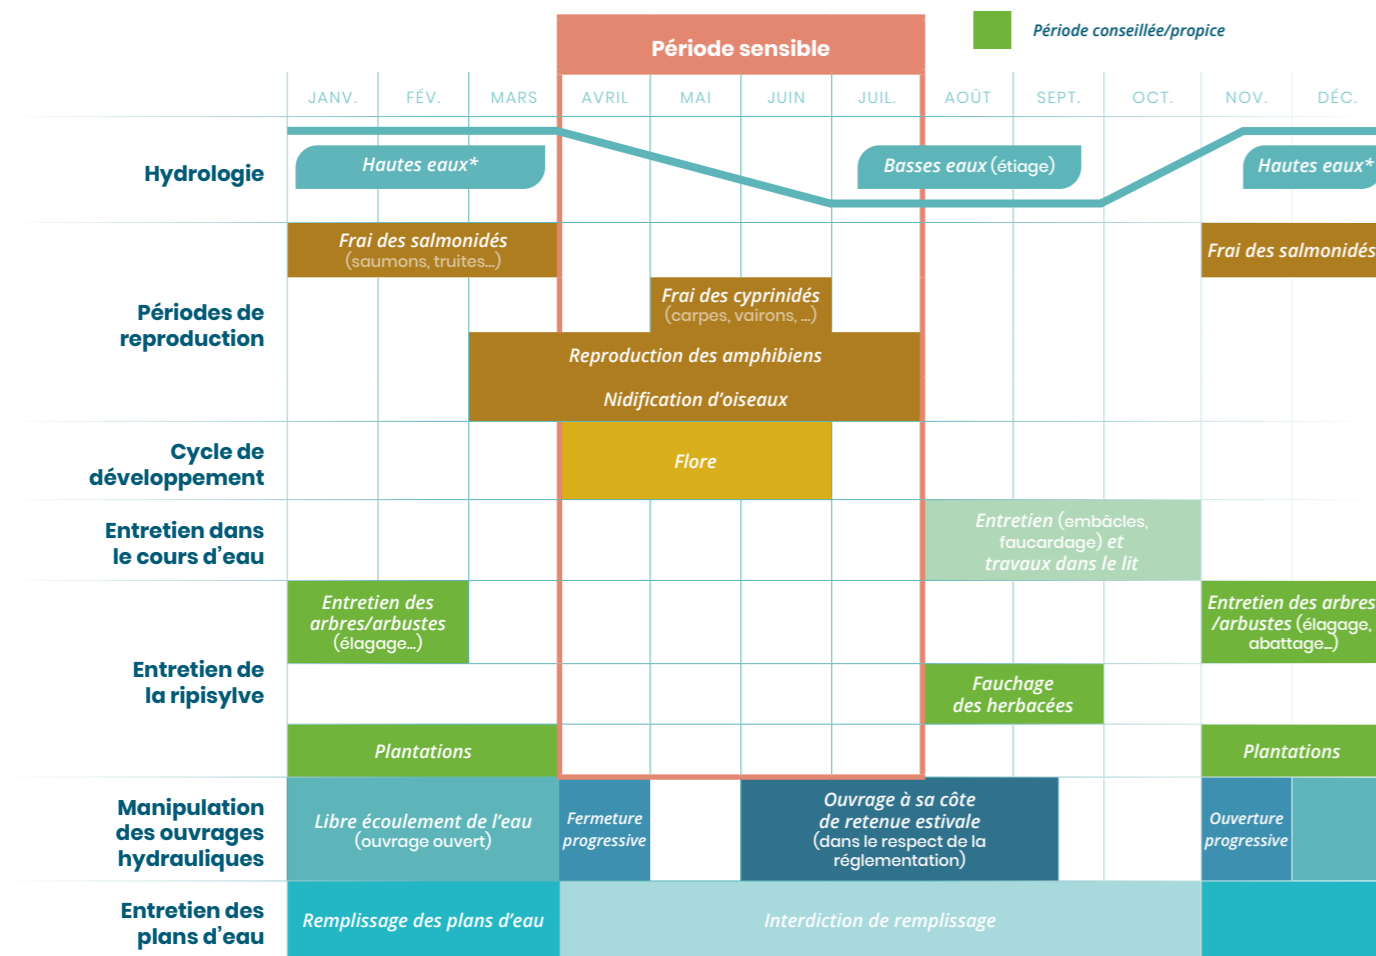 Période sensible
Période conseillée/propice
JANV.
FÉV.
MARS
AVRIL
MAI
JUIN
JUIL.
AOÛT
SEPT.
OCT.
NOV.
DÉC.
Hydrologie
Hautes eaux*
Basses eaux (étiage)
Hautes eaux*
Périodes de
reproduction
Frai des salmonidés
(saumons, truites...)
Frai des salmonidés
Frai des cyprinidés
(carpes, vairons, ...)
Reproduction des amphibiens
Nidification d'oiseaux
Cycle de
développement
Flore
Entretien dans
le cours d'eau
Entretien (embâcles,
faucardage) et
travaux dans le lit
Entretien de
la ripisylve
Entretien des
arbres/arbustes
(élagage...)
Entretien des arbres
/arbustes (élagage,
abattage...)
Fauchage
des herbacées
Plantations
Plantations
Manipulation
des ouvrages
hydrauliques
Libre écoulement de l'eau
(ouvrage ouvert)
Fermeture
progressive
Ouvrage à sa côte
de retenue estivale
(dans le respect de la
réglementation)
Ouverture
progressive
Entretien des
plans d'eau
Remplissage des plans d'eau
Interdiction de remplissage